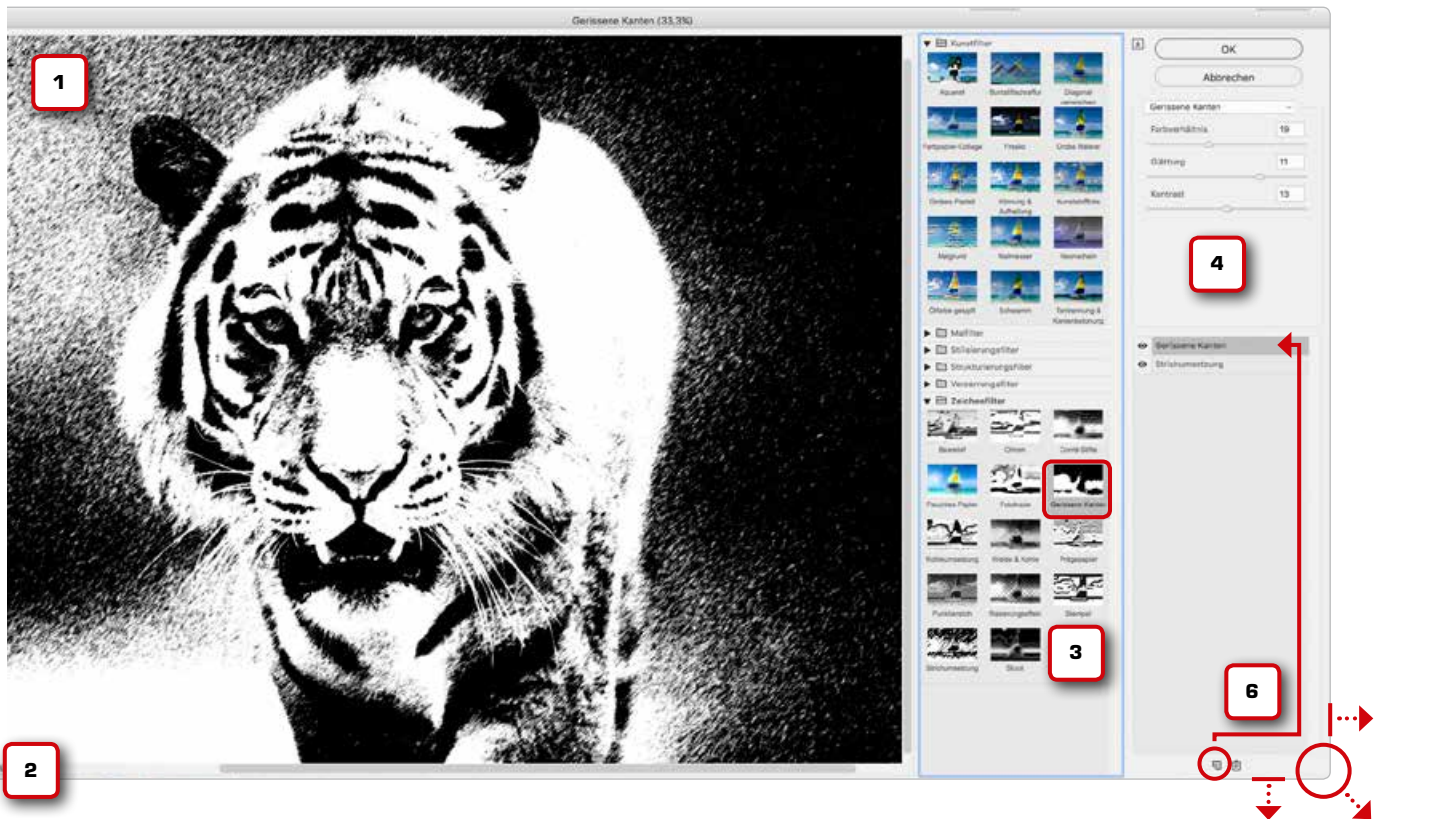 Gerissene Kanten (33,3%)
1
2
Kunstfilter
Aquarell
Buntstiftschraffur
Diagonal
verwischen
Farbpapier-Collage
Fresko
Grobe Malerei
Grobes Pastell
Körnung &
Aufhellung
Kunststofffolie
Malgrund
Malmesser
Neonschein
Ölfarbe getupft
Schwamm
Tontrennung &
Kantenbetonung
Malfilter
Stilisierungsfilter
Strukturierungsfilter
Verzerrungsfilter
Zeichenfilter
Basrelief
Chrom
Conté-Stifte
Feuchtes Papier
Fotokopie
Gerissene Kanten
Kohleumsetzung
Kreide & Kohle
Prägepapier
Punktierstich
Rasterungseffekt
Stempel
Strichumsetzung
Stuck
3
OK
Abbrechen
Gerissene Kanten
Farbverhältnis 19
Glättung 11
Kontrast 13
4
Gerissene Kanten
Strichumsetzung
6